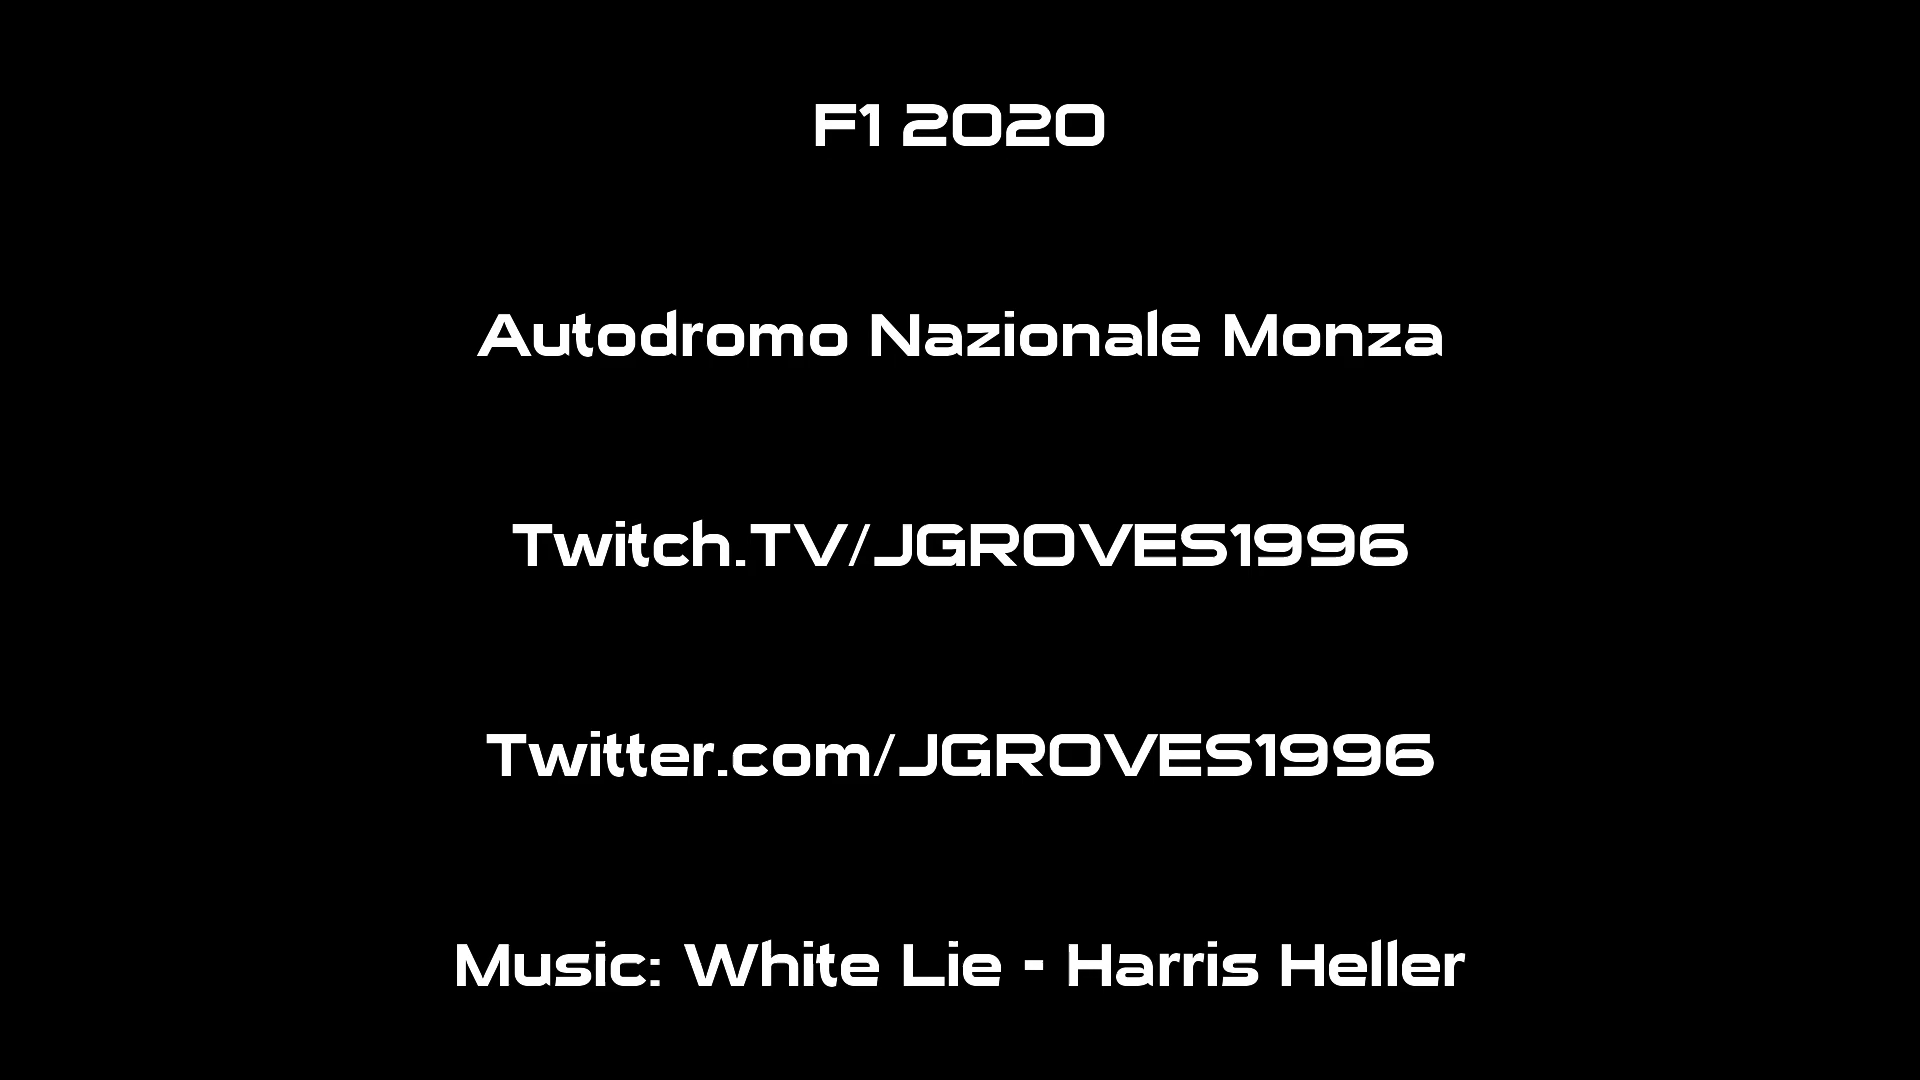 F1 2020
Autodromo Nazionale Monza
Twitch.TV/JGROVES1996
Twitter.com/JGROVES1996
Music: White Lie - Harris Heller